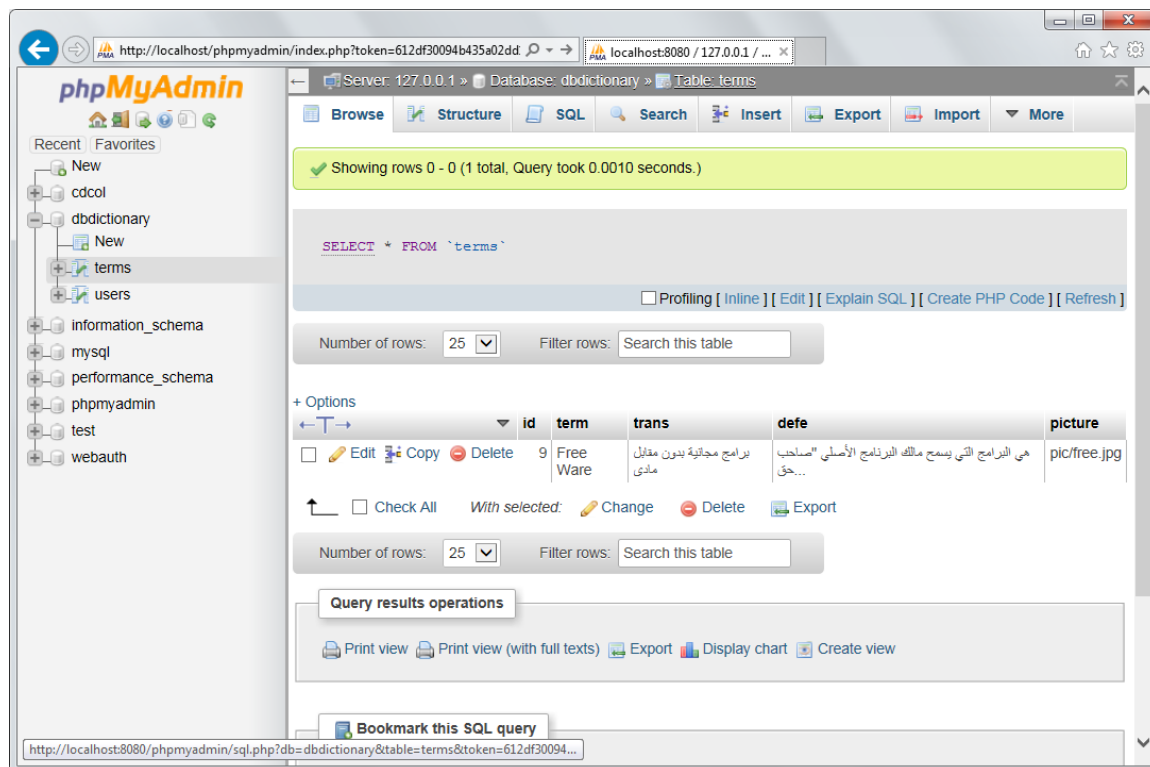 http://localhost/phpmyadmin/index.php?token=612df30094b435a02dd
localhost:8080 / 127.0.0.1 / ...
phpMyAdmin
Recent Favorites
New
cdcol
dbdictionary
New
terms
users
information_schema
mysql
performance_schema
phpmyadmin
test
webauth
Server: 127.0.0.1 » Database: dbdictionary » Table: terms
Browse Structure SQL Search Insert Export Import More
Showing rows 0 - 0 (1 total, Query took 0.0010 seconds.)
SELECT * FROM `terms`
Profiling [ Inline ] [ Edit ] [ Explain SQL ] [ Create PHP Code ] [ Refresh ]
Number of rows: 25 Filter rows: Search this table
+ Options
←T→ id term trans defe picture
Edit Copy Delete 9 Free Ware برامج مجانية بدون مقابل مادى هي البرامج التي يسمح مالك البرنامج الأصلي "صاحب حق... pic/free.jpg
Check All With selected: Change Delete Export
Number of rows: 25 Filter rows: Search this table
Query results operations
Print view Print view (with full texts) Export Display chart Create view
Bookmark this SQL query
http://localhost:8080/phpmyadmin/sql.php?db=dbdictionary&table=terms&token=612df30094...